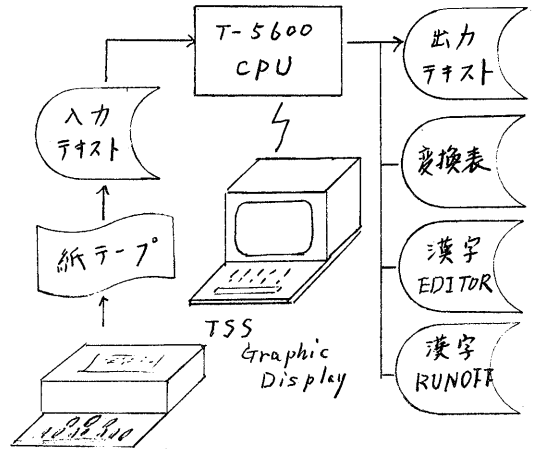 T-5600
CPU
出力
テキスト
入力
テキスト
変換表
紙テープ
漢字
EDITOR
TSS
Graphic
Display
漢字
RUNOFF